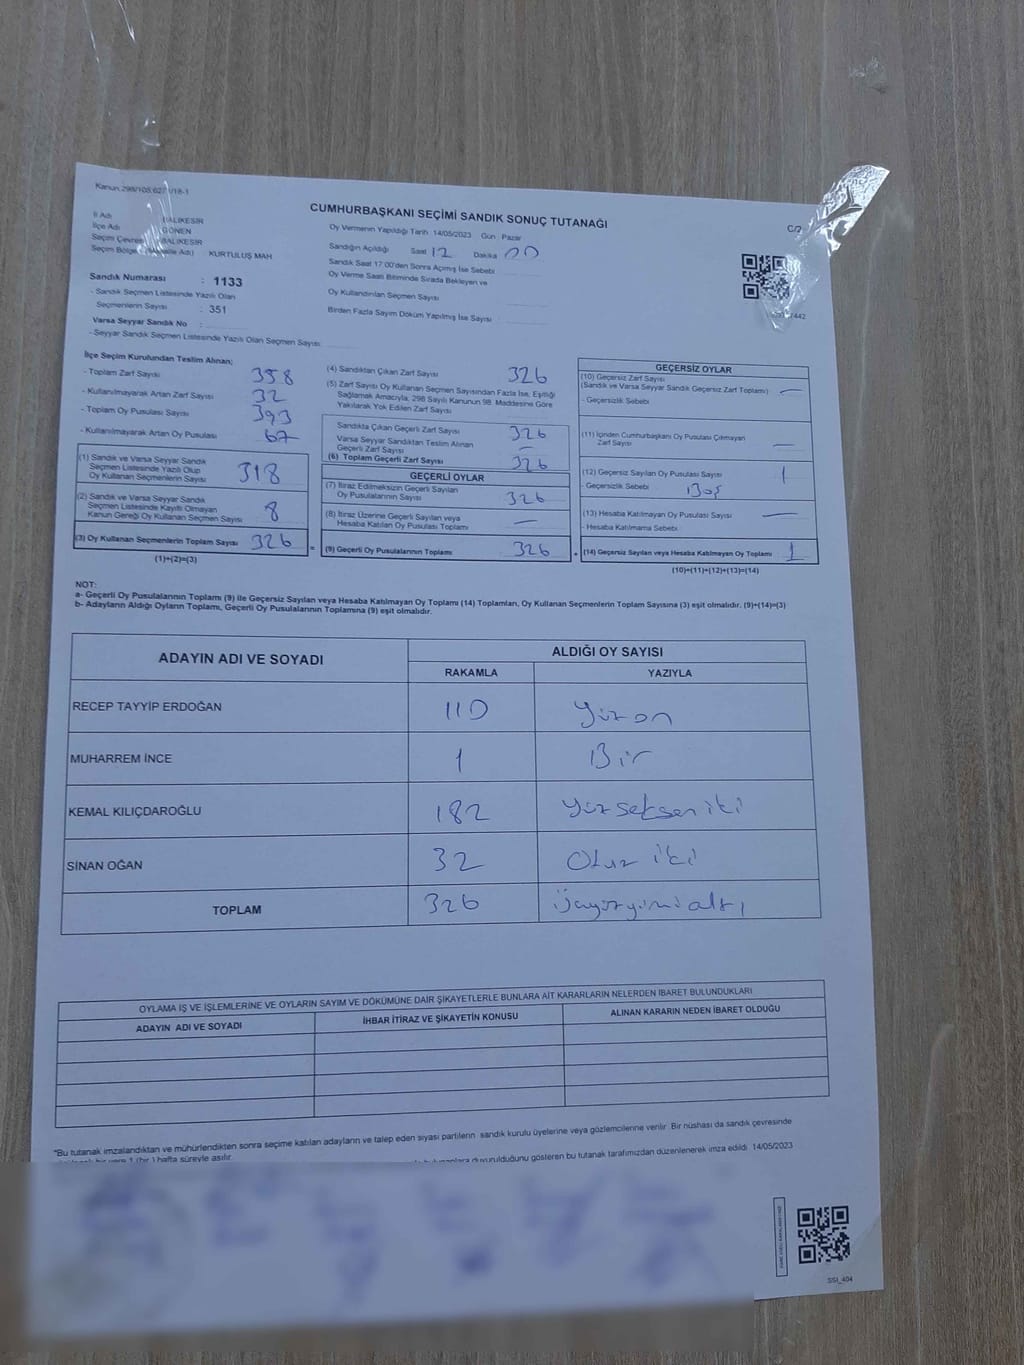 CUMHURBAŞKANI SEÇİMİ SANDIK SONUÇ TUTANAĞI
C/2
İl Adı BALIKESİR
İlçe Adı GÖNEN
Seçim Çevresi BALIKESİR
Seçim Bölgesi Adı) KURTULUŞ MAH
Sandık Numarası : 1133
- Sandık Seçmen Listesinde Yazılı Olan
Seçmenlerin Sayısı : 351
Varsa Seyyar Sandık No :
- Seyyar Sandık Seçmen Listesinde Yazılı Olan Seçmen Sayısı:
Oy Vermenin Yapıldığı Tarih 14/05/2023 Gün Pazar
Sandığın Açıldığı Saat 12 Dakika 00
Sandık Saat 17:00'den Sonra Açılmış İse Sebebi
Oy Verme Saati Bitiminde Sırada Bekleyen ve
Oy Kullandırılan Seçmen Sayısı
Birden Fazla Sayım Döküm Yapılmış İse Sayısı
İlçe Seçim Kurulundan Teslim Alınan;
- Toplam Zarf Sayısı 358
- Kullanılmayarak Artan Zarf Sayısı 32
- Toplam Oy Pusulası Sayısı 393
- Kullanılmayarak Artan Oy Pusulası 67
(1) Sandık ve Varsa Seyyar Sandık
Seçmen Listesinde Yazılı Olup
Oy Kullanan Seçmenlerin Sayısı 318
(2) Sandık ve Varsa Seyyar Sandık
Seçmen Listesinde Kayıtlı Olmayan
Kanun Gereği Oy Kullanan Seçmen Sayısı 8
(3) Oy Kullanan Seçmenlerin Toplam Sayısı 326
(1)+(2)=(3)
(4) Sandıktan Çıkan Zarf Sayısı 326
(5) Zarf Sayısı Oy Kullanan Seçmen Sayısından Fazla İse, Eşitliği
Sağlamak Amacıyla, 298 Sayılı Kanunun 98. Maddesine Göre
Yakılarak Yok Edilen Zarf Sayısı
Sandıkta Çıkan Geçerli Zarf Sayısı 326
Varsa Seyyar Sandıktan Teslim Alınan
Geçerli Zarf Sayısı —
(6) Toplam Geçerli Zarf Sayısı 326
GEÇERLİ OYLAR
(7) İtiraz Edilmeksizin Geçerli Sayılan
Oy Pusulalarının Sayısı 326
(8) İtiraz Üzerine Geçerli Sayılan veya
Hesaba Katılan Oy Pusulası Toplamı —
= (9) Geçerli Oy Pusulalarının Toplamı 326
GEÇERSİZ OYLAR
(10) Geçersiz Zarf Sayısı
(Sandık ve Varsa Seyyar Sandık Geçersiz Zarf Toplamı) —
- Geçersizlik Sebebi
(11) İçinden Cumhurbaşkanı Oy Pusulası Çıkmayan
Zarf Sayısı —
(12) Geçersiz Sayılan Oy Pusulası Sayısı 1
- Geçersizlik Sebebi Boş
(13) Hesaba Katılmayan Oy Pusulası Sayısı —
- Hesaba Katılmama Sebebi
+ (14) Geçersiz Sayılan veya Hesaba Katılmayan Oy Toplamı 1
(10)+(11)+(12)+(13)=(14)
NOT:
a- Geçerli Oy Pusulalarının Toplamı (9) ile Geçersiz Sayılan veya Hesaba Katılmayan Oy Toplamı (14) Toplamları, Oy Kullanan Seçmenlerin Toplam Sayısına (3) eşit olmalıdır. (9)+(14)=(3)
b- Adayların Aldığı Oyların Toplamı, Geçerli Oy Pusulalarının Toplamına (9) eşit olmalıdır.
ADAYIN ADI VE SOYADI ALDIĞI OY SAYISI
RAKAMLA YAZIYLA
RECEP TAYYİP ERDOĞAN 110 Yüzon
MUHARREM İNCE 1 Bir
KEMAL KILIÇDAROĞLU 182 Yüzsekseniki
SİNAN OĞAN 32 Otuz iki
TOPLAM 326 Üçyüzyirmialtı
OYLAMA İŞ VE İŞLEMLERİNE VE OYLARIN SAYIM VE DÖKÜMÜNE DAİR ŞİKAYETLERLE BUNLARA AİT KARARLARIN NELERDEN İBARET BULUNDUKLARI
ADAYIN ADI VE SOYADI İHBAR İTİRAZ VE ŞİKAYETİN KONUSU ALINAN KARARIN NEDEN İBARET OLDUĞU
"Bu tutanak imzalandıktan ve mühürlendikten sonra seçime katılan adayların ve talep eden siyasi partilerin sandık kurulu üyelerine veya gözlemcilerine verilir. Bir nüshası da sandık çevresinde
1 (bir) hafta süreyle asılır. duyurulduğunu gösteren bu tutanak tarafımızdan düzenlenerek imza edildi 14/05/2023
SSI_404